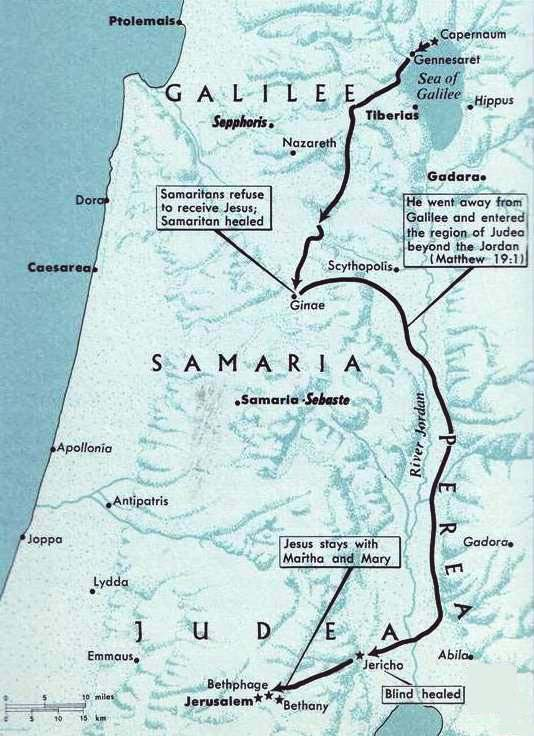 Ptolemais
Capernaum
Gennesaret
Sea of
Galilee
GALILEE
Hippus
Tiberias
Sepphoris
Nazareth
Gadara
Samaritans refuse
to receive Jesus;
Samaritan healed
He went away from
Galilee and entered
the region of Judea
beyond the Jordan
(Matthew 19:1)
Dora
Caesarea
Scythopolis
Ginae
SAMARIA
Samaria-Sebaste
River Jordan
PEREA
Apollonia
Antipatris
Joppa
Gadora
Jesus stays with
Martha and Mary
Lydda
JUDEA
Emmaus
Abila
Jericho
Bethphage
Blind healed
Jerusalem
Bethany
0 5 10 miles
0 5 10 15 km